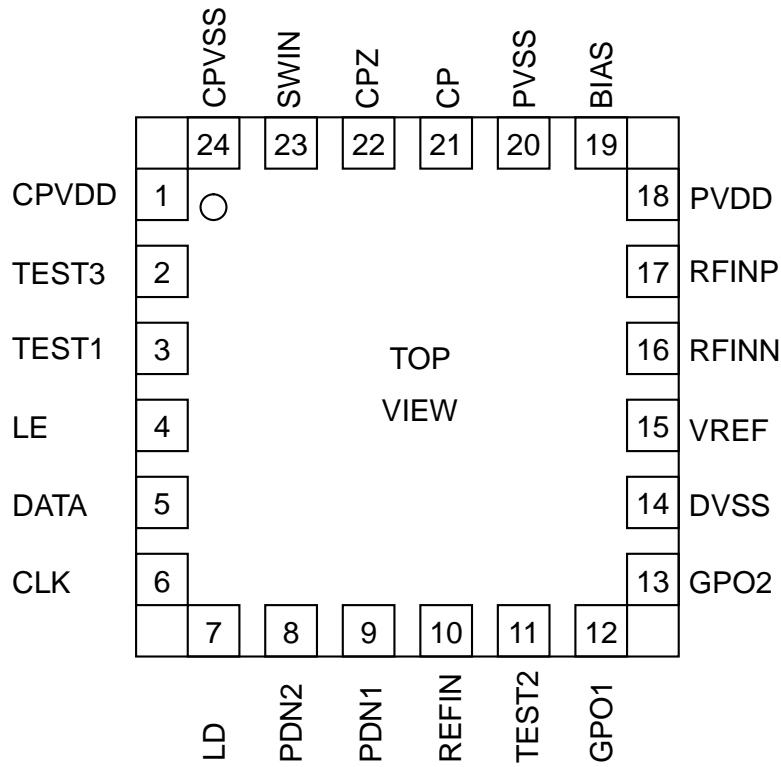 CPVSS
SWIN
CPZ
CP
PVSS
BIAS
24
23
22
21
20
19
CPVDD
1
18
PVDD
TEST3
2
17
RFINP
TEST1
3
16
RFINN
TOP
VIEW
LE
4
15
VREF
DATA
5
14
DVSS
CLK
6
13
GPO2
7
8
9
10
11
12
LD
PDN2
PDN1
REFIN
TEST2
GPO1